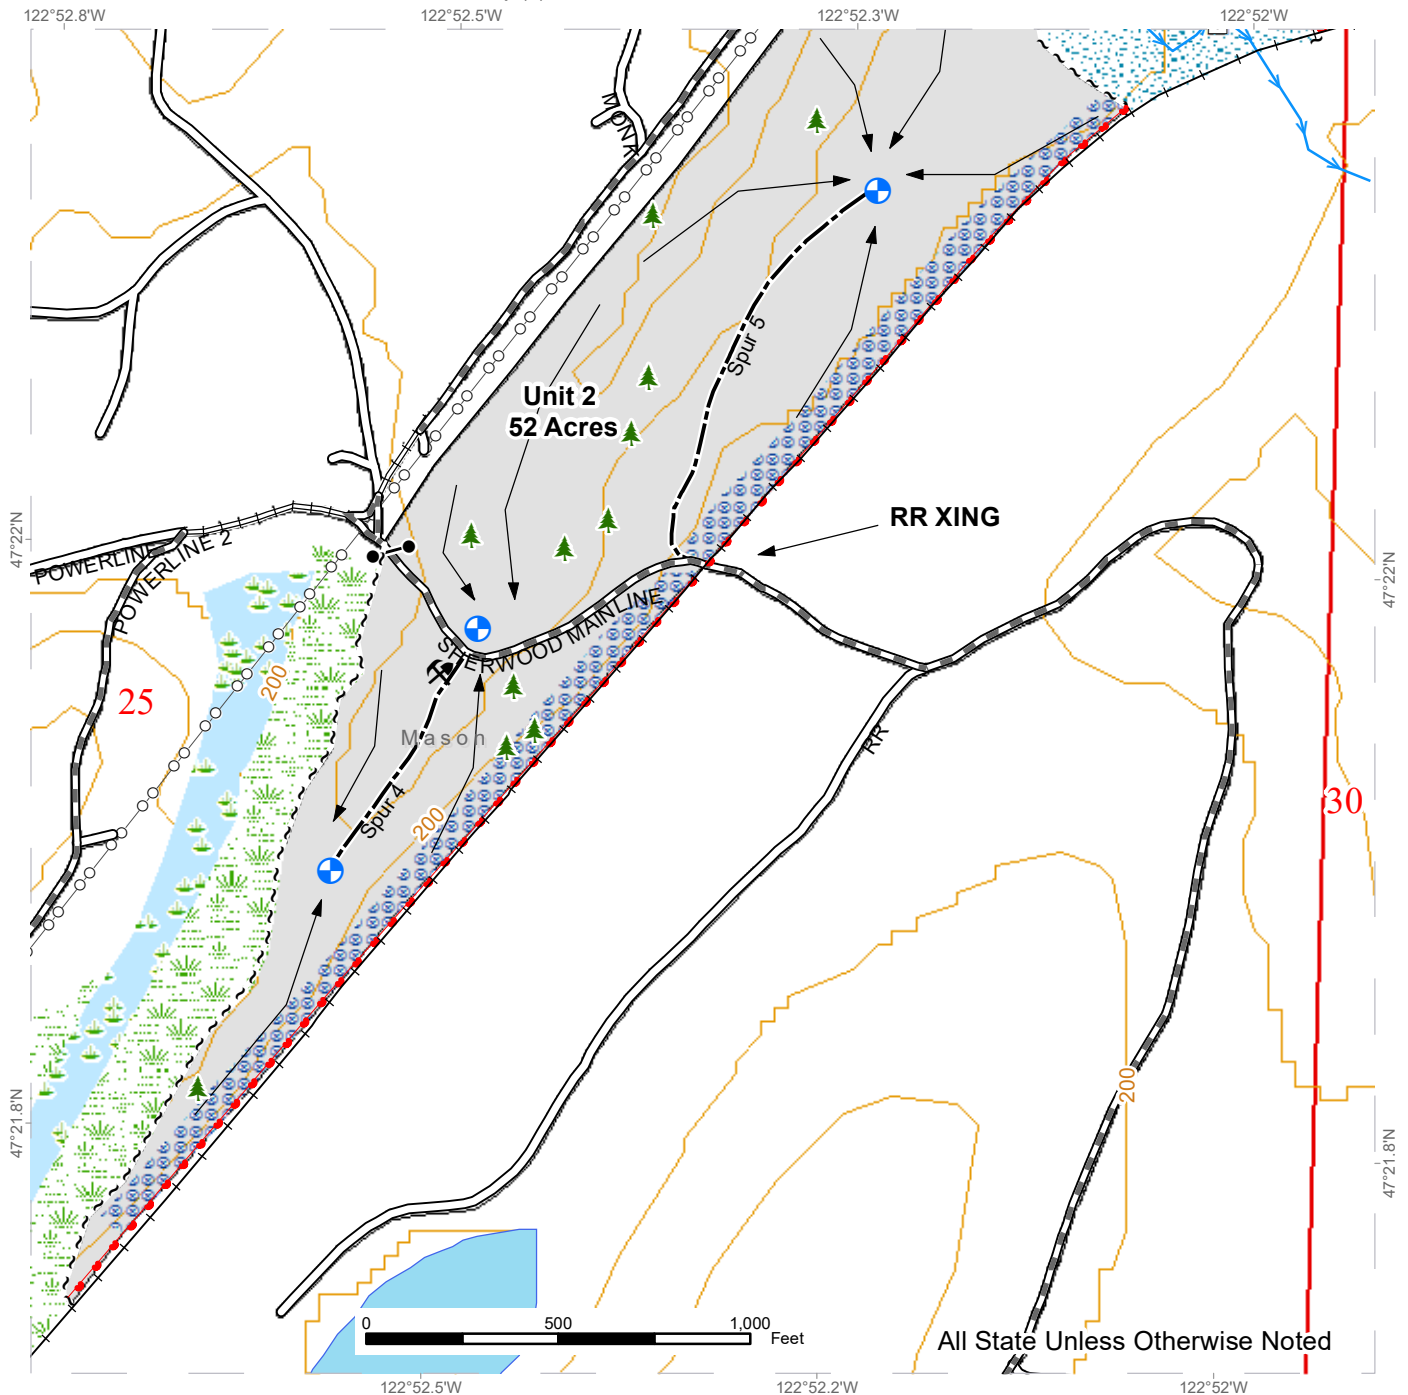 122°52.8'W
122°52.5'W
122°52.3'W
122°52'W
MONK
Spur 5
Unit 2
52 Acres
RR XING
47°22'N
47°22'N
POWERLINE
POWERLINE 2
SHERWOOD MAINLINE
200
25
Mason
RR
Spur 4
200
30
200
47°21.8'N
47°21.8'N
0 500 1,000
Feet
All State Unless Otherwise Noted
122°52.5'W
122°52.2'W
122°52'W